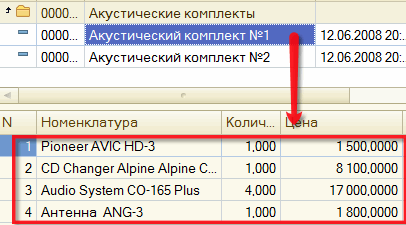 0000... Акустические комплекты
0000... Акустический комплект №1 12.06.2008 20:...
0000... Акустический комплект №2 12.06.2008 20:...
N Номенклатура Колич... Цена
1 Pioneer AVIC HD-3 1,000 1 500,0000
2 CD Changer Alpine Alpine C... 1,000 8 100,0000
3 Audio System CO-165 Plus 4,000 17 000,0000
4 Антенна ANG-3 1,000 1 800,0000